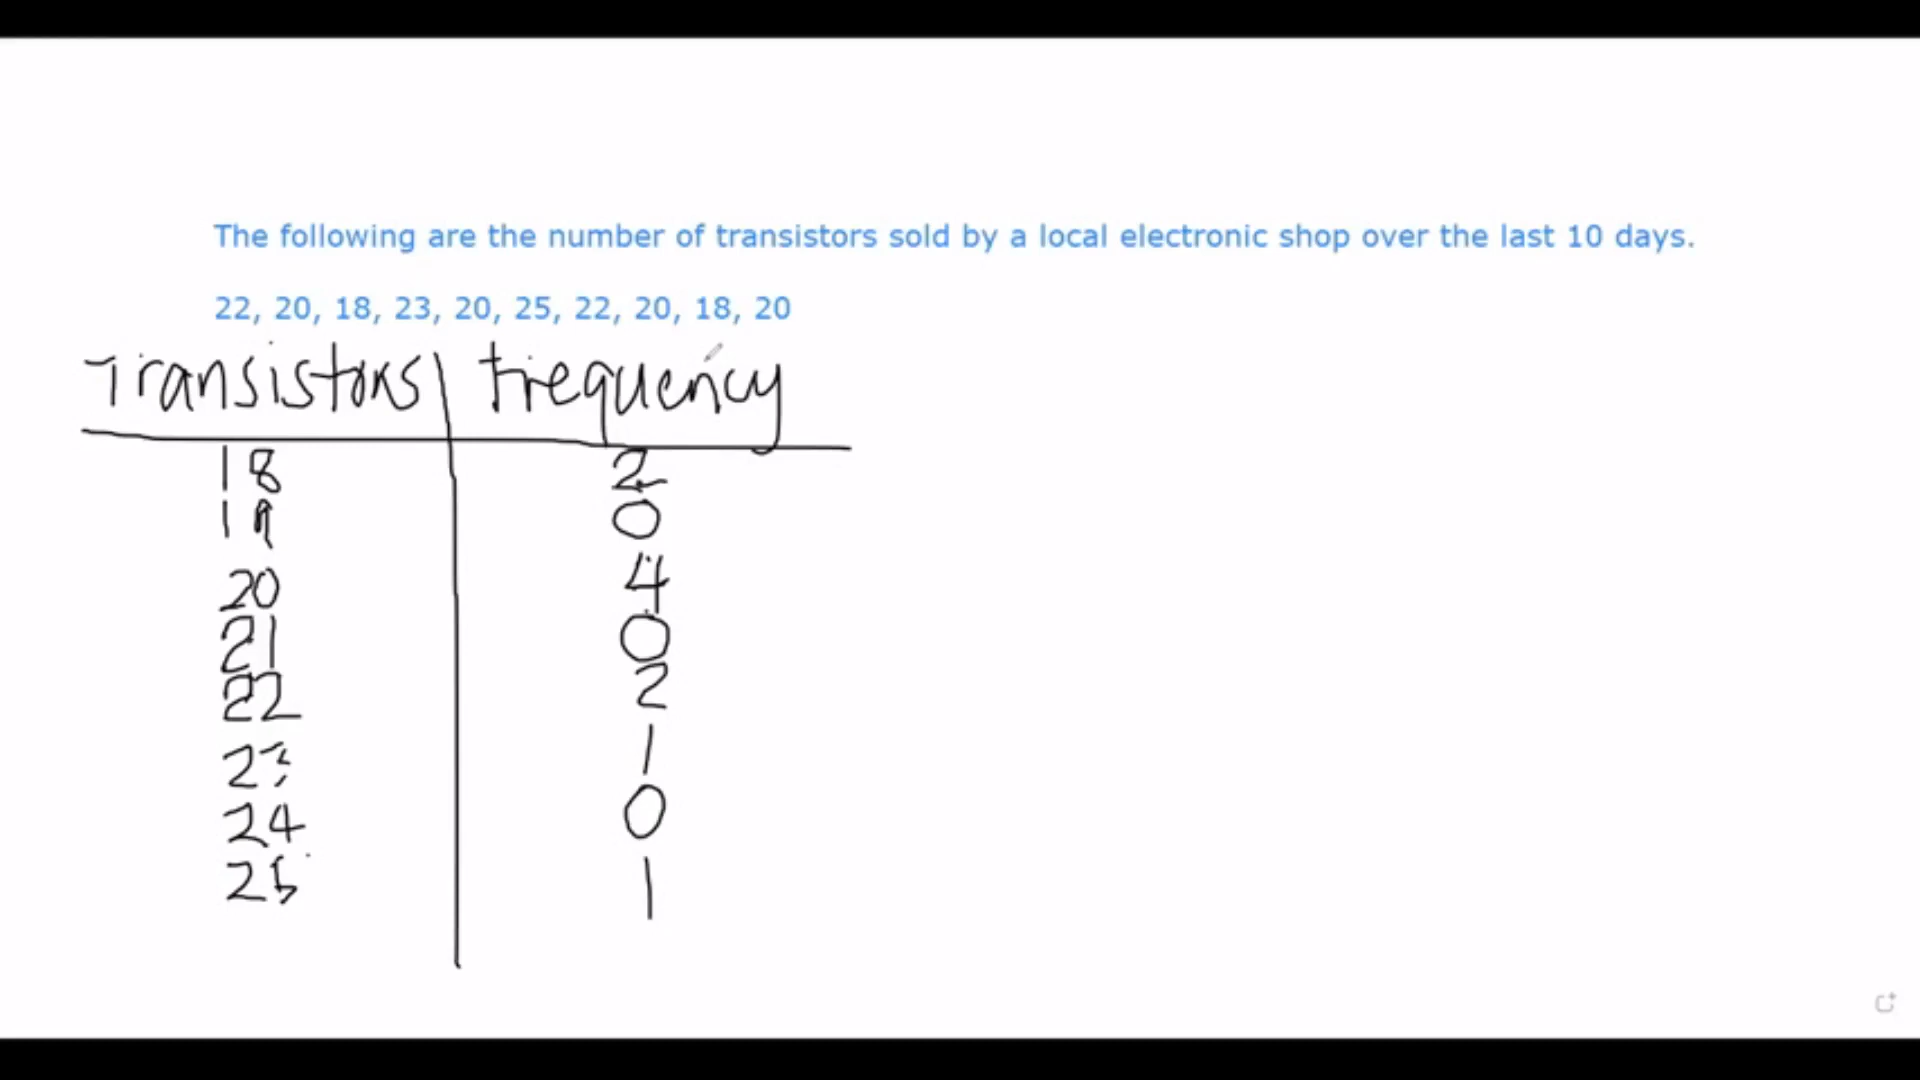 The following are the number of transistors sold by a local electronic shop over the last 10 days.
22, 20, 18, 23, 20, 25, 22, 20, 18, 20
Transistors Frequency
18 2
19 0
20 4
21 0
22 2
23 1
24 0
25 1